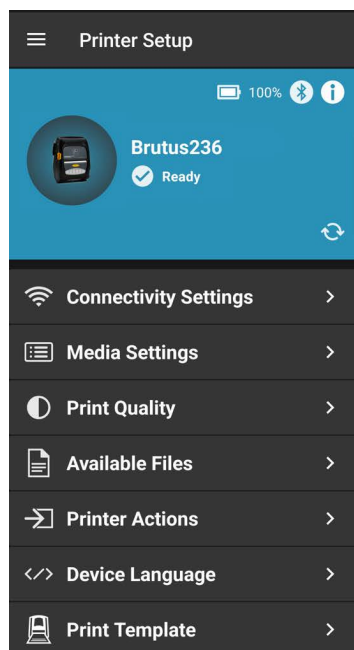 Printer Setup
100%
Brutus236
Ready
Connectivity Settings
Media Settings
Print Quality
Available Files
Printer Actions
Device Language
Print Template